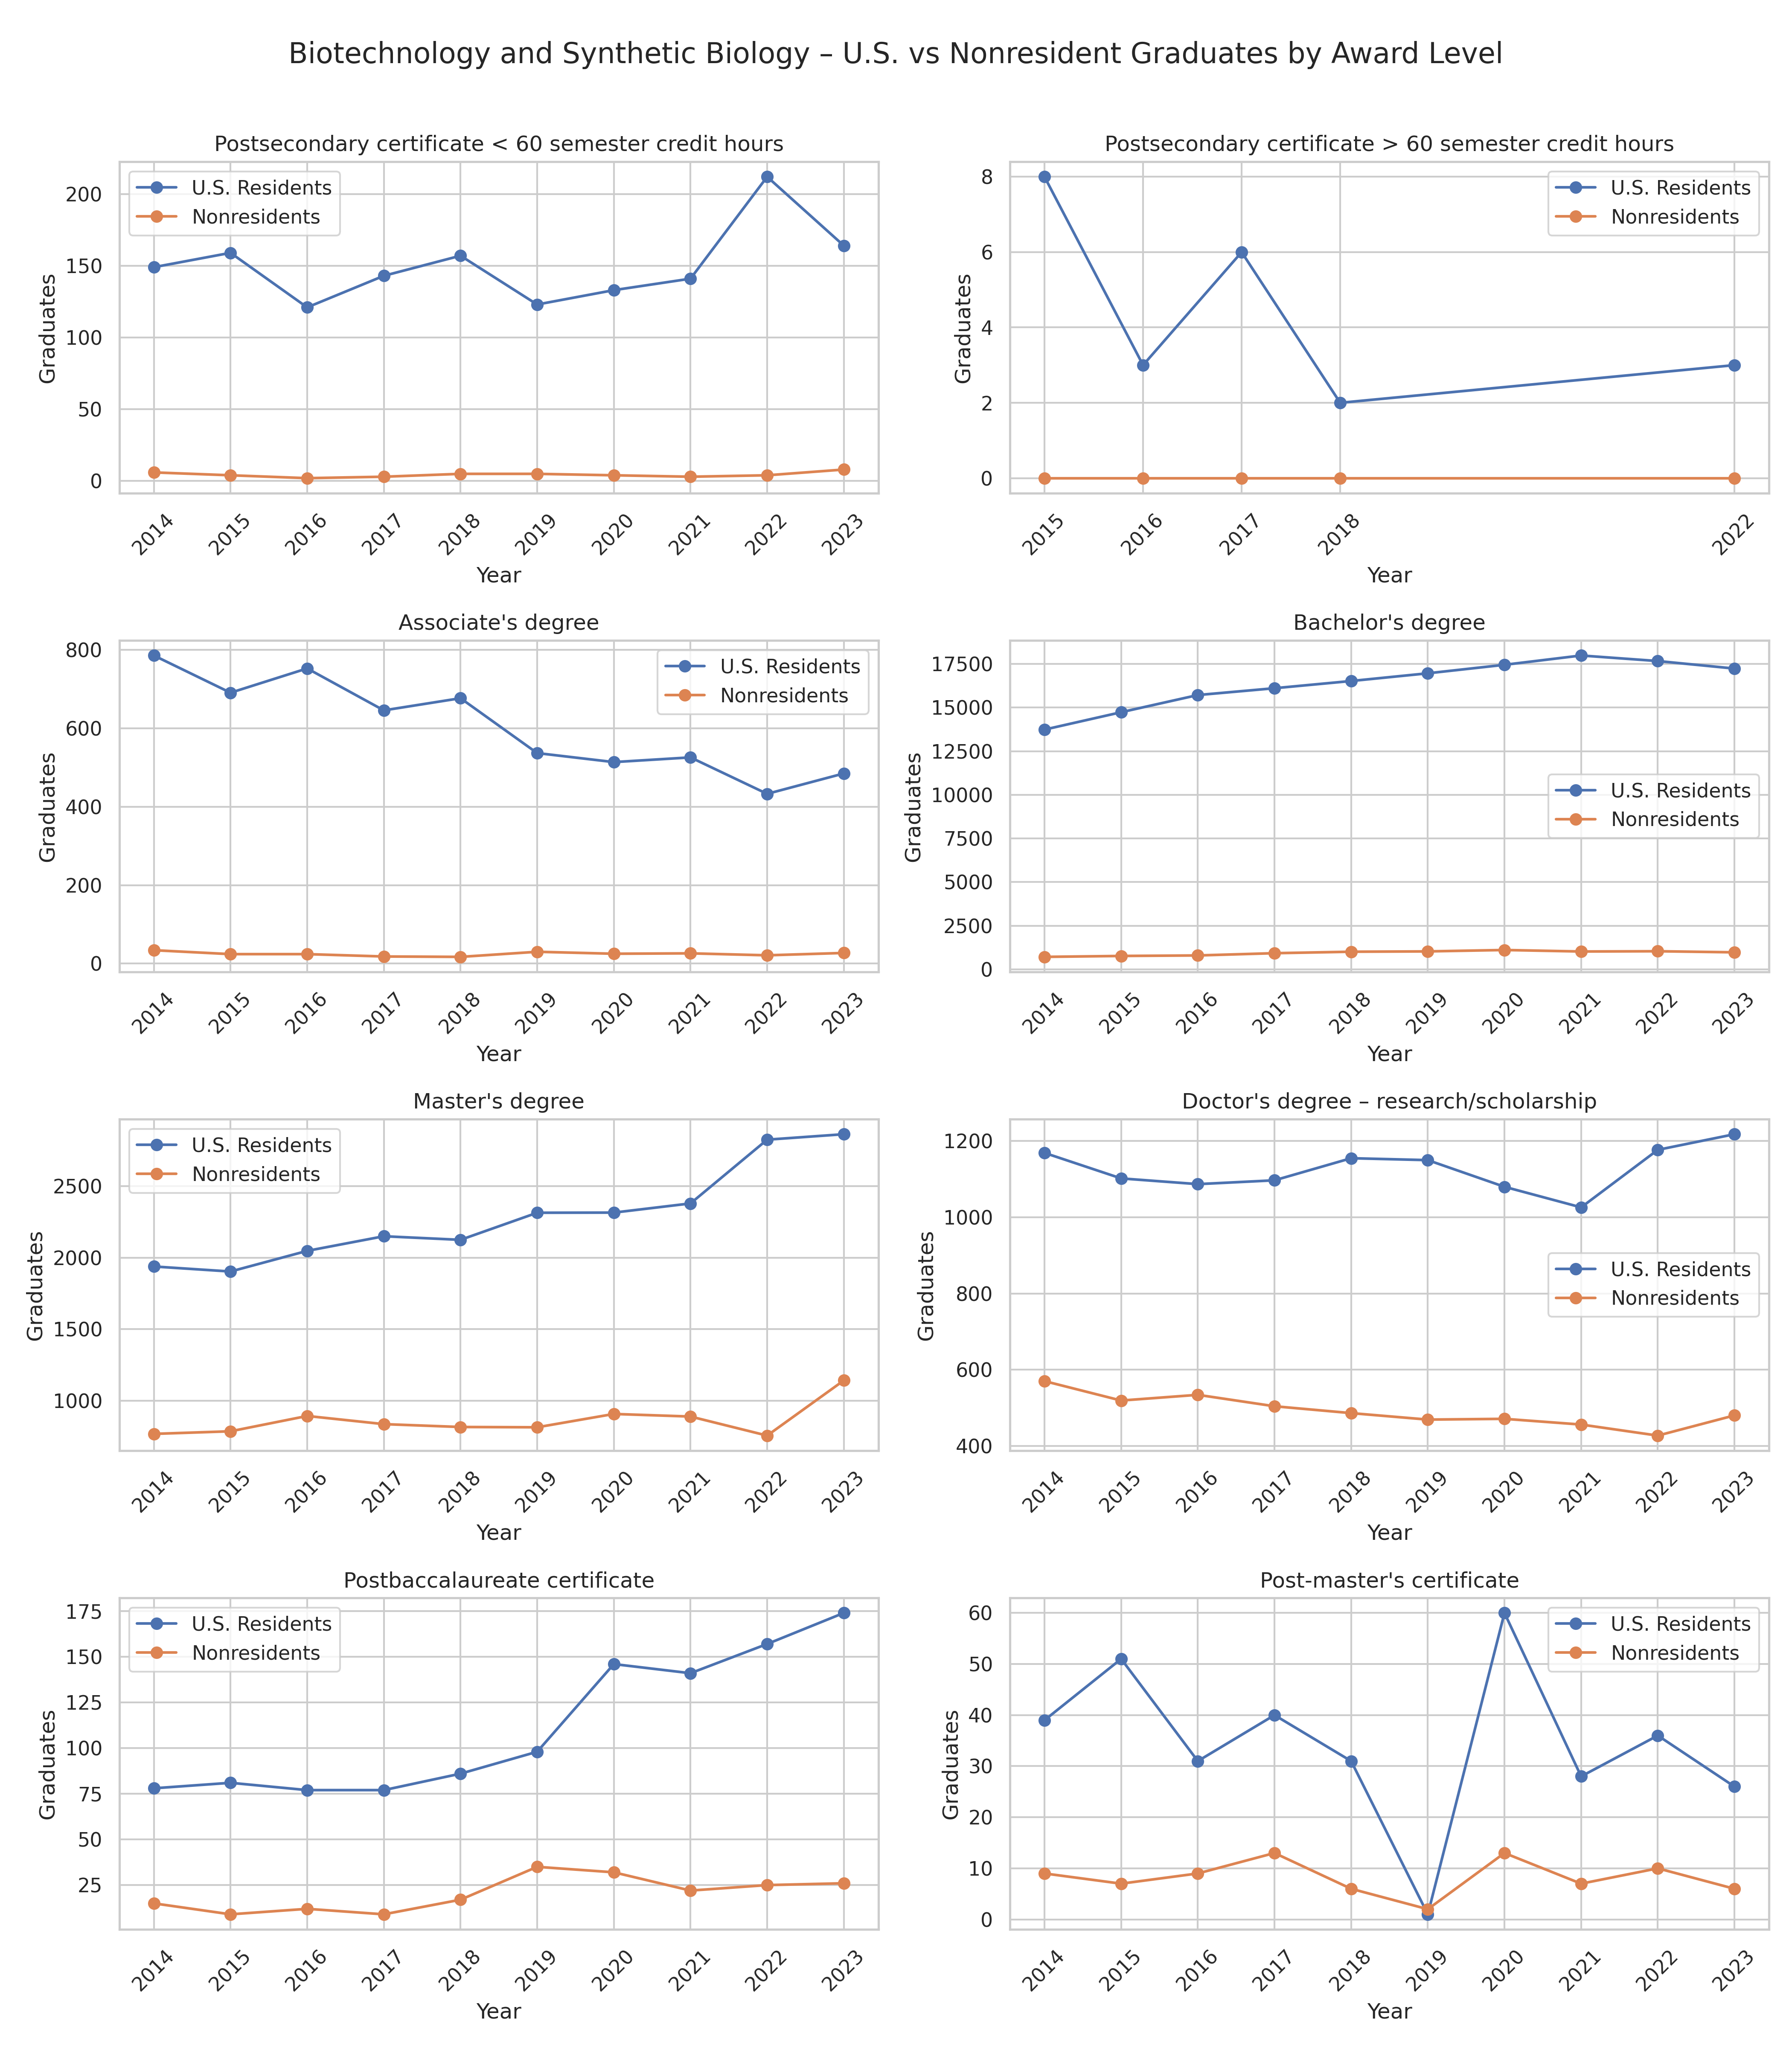 Biotechnology and Synthetic Biology – U.S. vs Nonresident Graduates by Award Level
Postsecondary certificate < 60 semester credit hours
U.S. Residents
Nonresidents
Graduates
200
150
100
50
0
2014 2015 2016 2017 2018 2019 2020 2021 2022 2023
Year
Postsecondary certificate > 60 semester credit hours
U.S. Residents
Nonresidents
Graduates
8
6
4
2
0
2015 2016 2017 2018 2022
Year
Associate's degree
U.S. Residents
Nonresidents
Graduates
800
600
400
200
0
2014 2015 2016 2017 2018 2019 2020 2021 2022 2023
Year
Bachelor's degree
U.S. Residents
Nonresidents
Graduates
17500
15000
12500
10000
7500
5000
2500
0
2014 2015 2016 2017 2018 2019 2020 2021 2022 2023
Year
Master's degree
U.S. Residents
Nonresidents
Graduates
2500
2000
1500
1000
2014 2015 2016 2017 2018 2019 2020 2021 2022 2023
Year
Doctor's degree – research/scholarship
U.S. Residents
Nonresidents
Graduates
1200
1000
800
600
400
2014 2015 2016 2017 2018 2019 2020 2021 2022 2023
Year
Postbaccalaureate certificate
U.S. Residents
Nonresidents
Graduates
175
150
125
100
75
50
25
2014 2015 2016 2017 2018 2019 2020 2021 2022 2023
Year
Post-master's certificate
U.S. Residents
Nonresidents
Graduates
60
50
40
30
20
10
0
2014 2015 2016 2017 2018 2019 2020 2021 2022 2023
Year